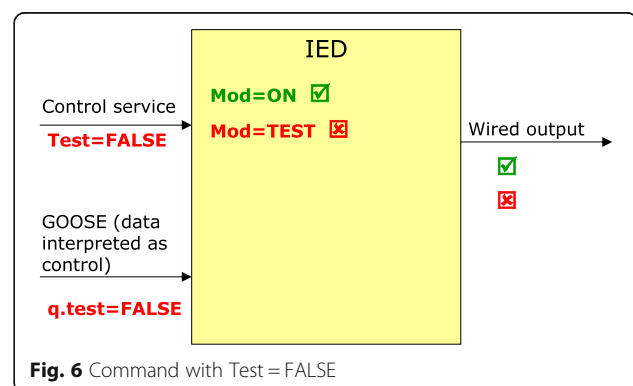 IED
Mod=ON
Mod=TEST
Control service
Test=FALSE
Wired output
GOOSE (data
interpreted as
control)
q.test=FALSE
Fig. 6 Command with Test = FALSE